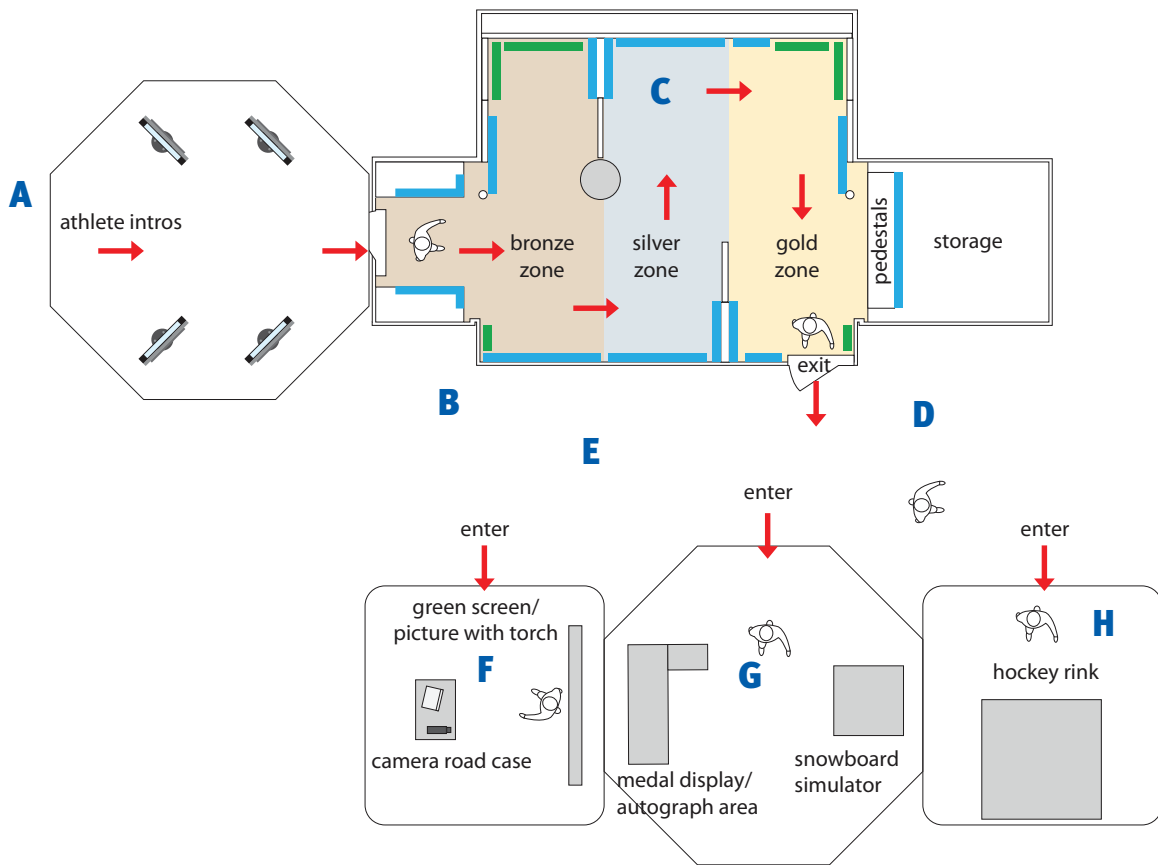 A
athlete intros
C
bronze
zone
silver
zone
gold
zone
pedestals
storage
exit
B
D
E
enter
enter
enter
green screen/
picture with torch
F
camera road case
G
medal display/
autograph area
snowboard
simulator
H
hockey rink